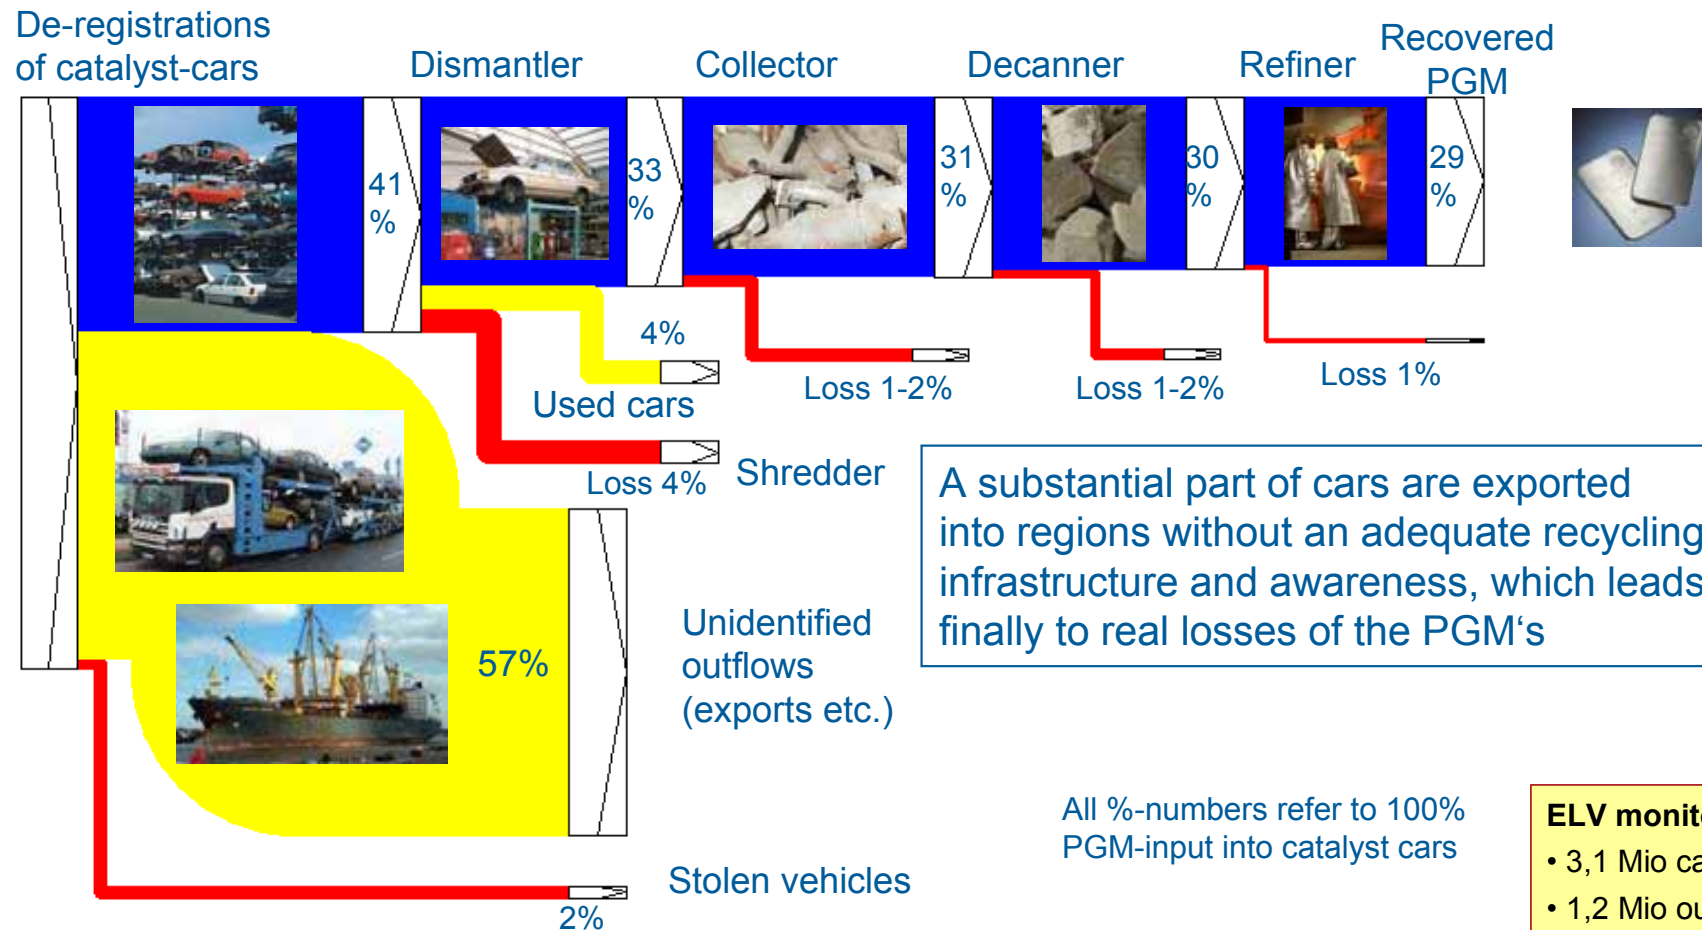 De-registrations
of catalyst-cars
Dismantler
Collector
Decanner
Refiner
Recovered
PGM
41
%
33
%
31
%
30
%
29
%
4%
Used cars
Loss 4%
Shredder
Loss 1-2%
Loss 1-2%
Loss 1%
A substantial part of cars are exported
into regions without an adequate recycling
infrastructure and awareness, which leads
finally to real losses of the PGM‘s
57%
Unidentified
outflows
(exports etc.)
All %-numbers refer to 100%
PGM-input into catalyst cars
Stolen vehicles
2%
ELV
• 3,1 Mio
• 1,2 Mio